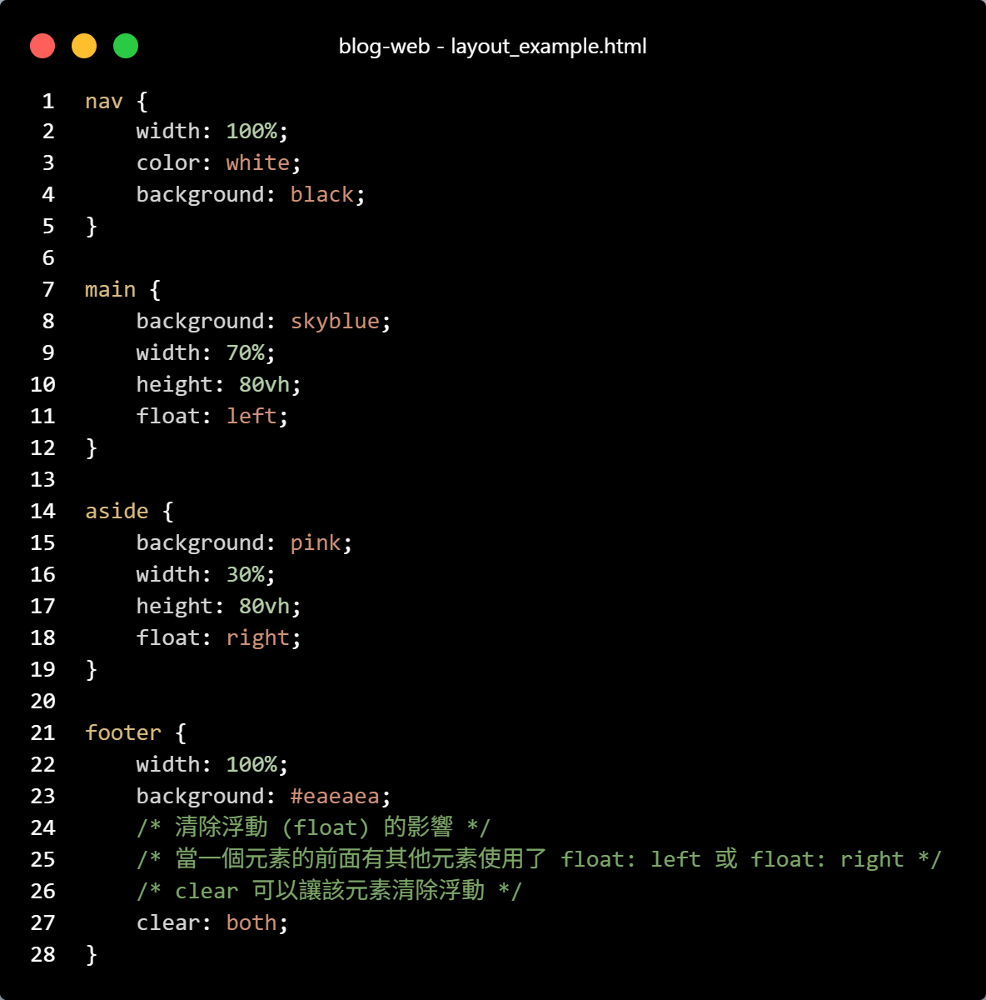 blog-web - layout_example.html
1 nav {
2     width: 100%;
3     color: white;
4     background: black;
5 }
6
7 main {
8     background: skyblue;
9     width: 70%;
10     height: 80vh;
11     float: left;
12 }
13
14 aside {
15     background: pink;
16     width: 30%;
17     height: 80vh;
18     float: right;
19 }
20
21 footer {
22     width: 100%;
23     background: #eaeaea;
24     /* 清除浮動 (float) 的影響 */
25     /* 當一個元素的前面有其他元素使用了 float: left 或 float: right */
26     /* clear 可以讓該元素清除浮動 */
27     clear: both;
28 }